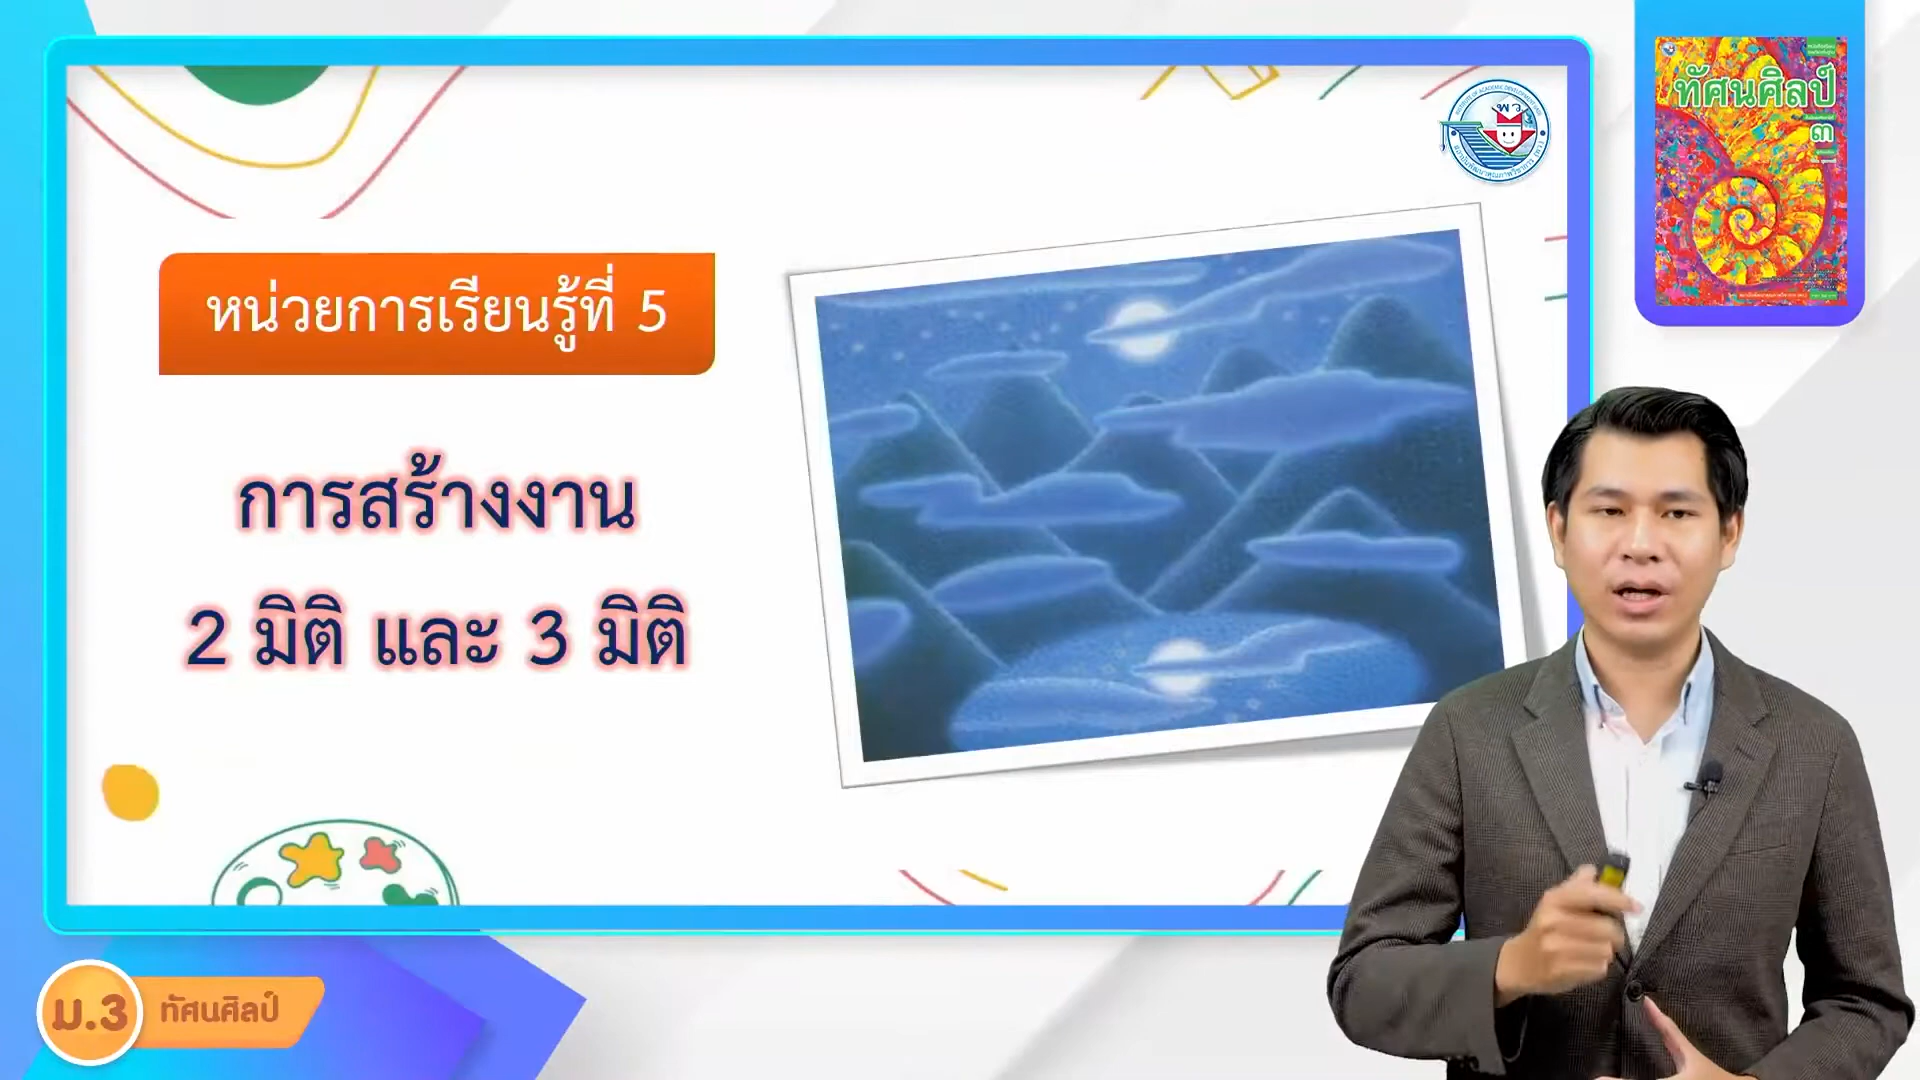 หน่วยการเรียนรู้ที่ 5
การสร้างงาน
2 มิติ และ 3 มิติ
พว
ทัศนศิลป์
๓
ม.3
ทัศนศิลป์